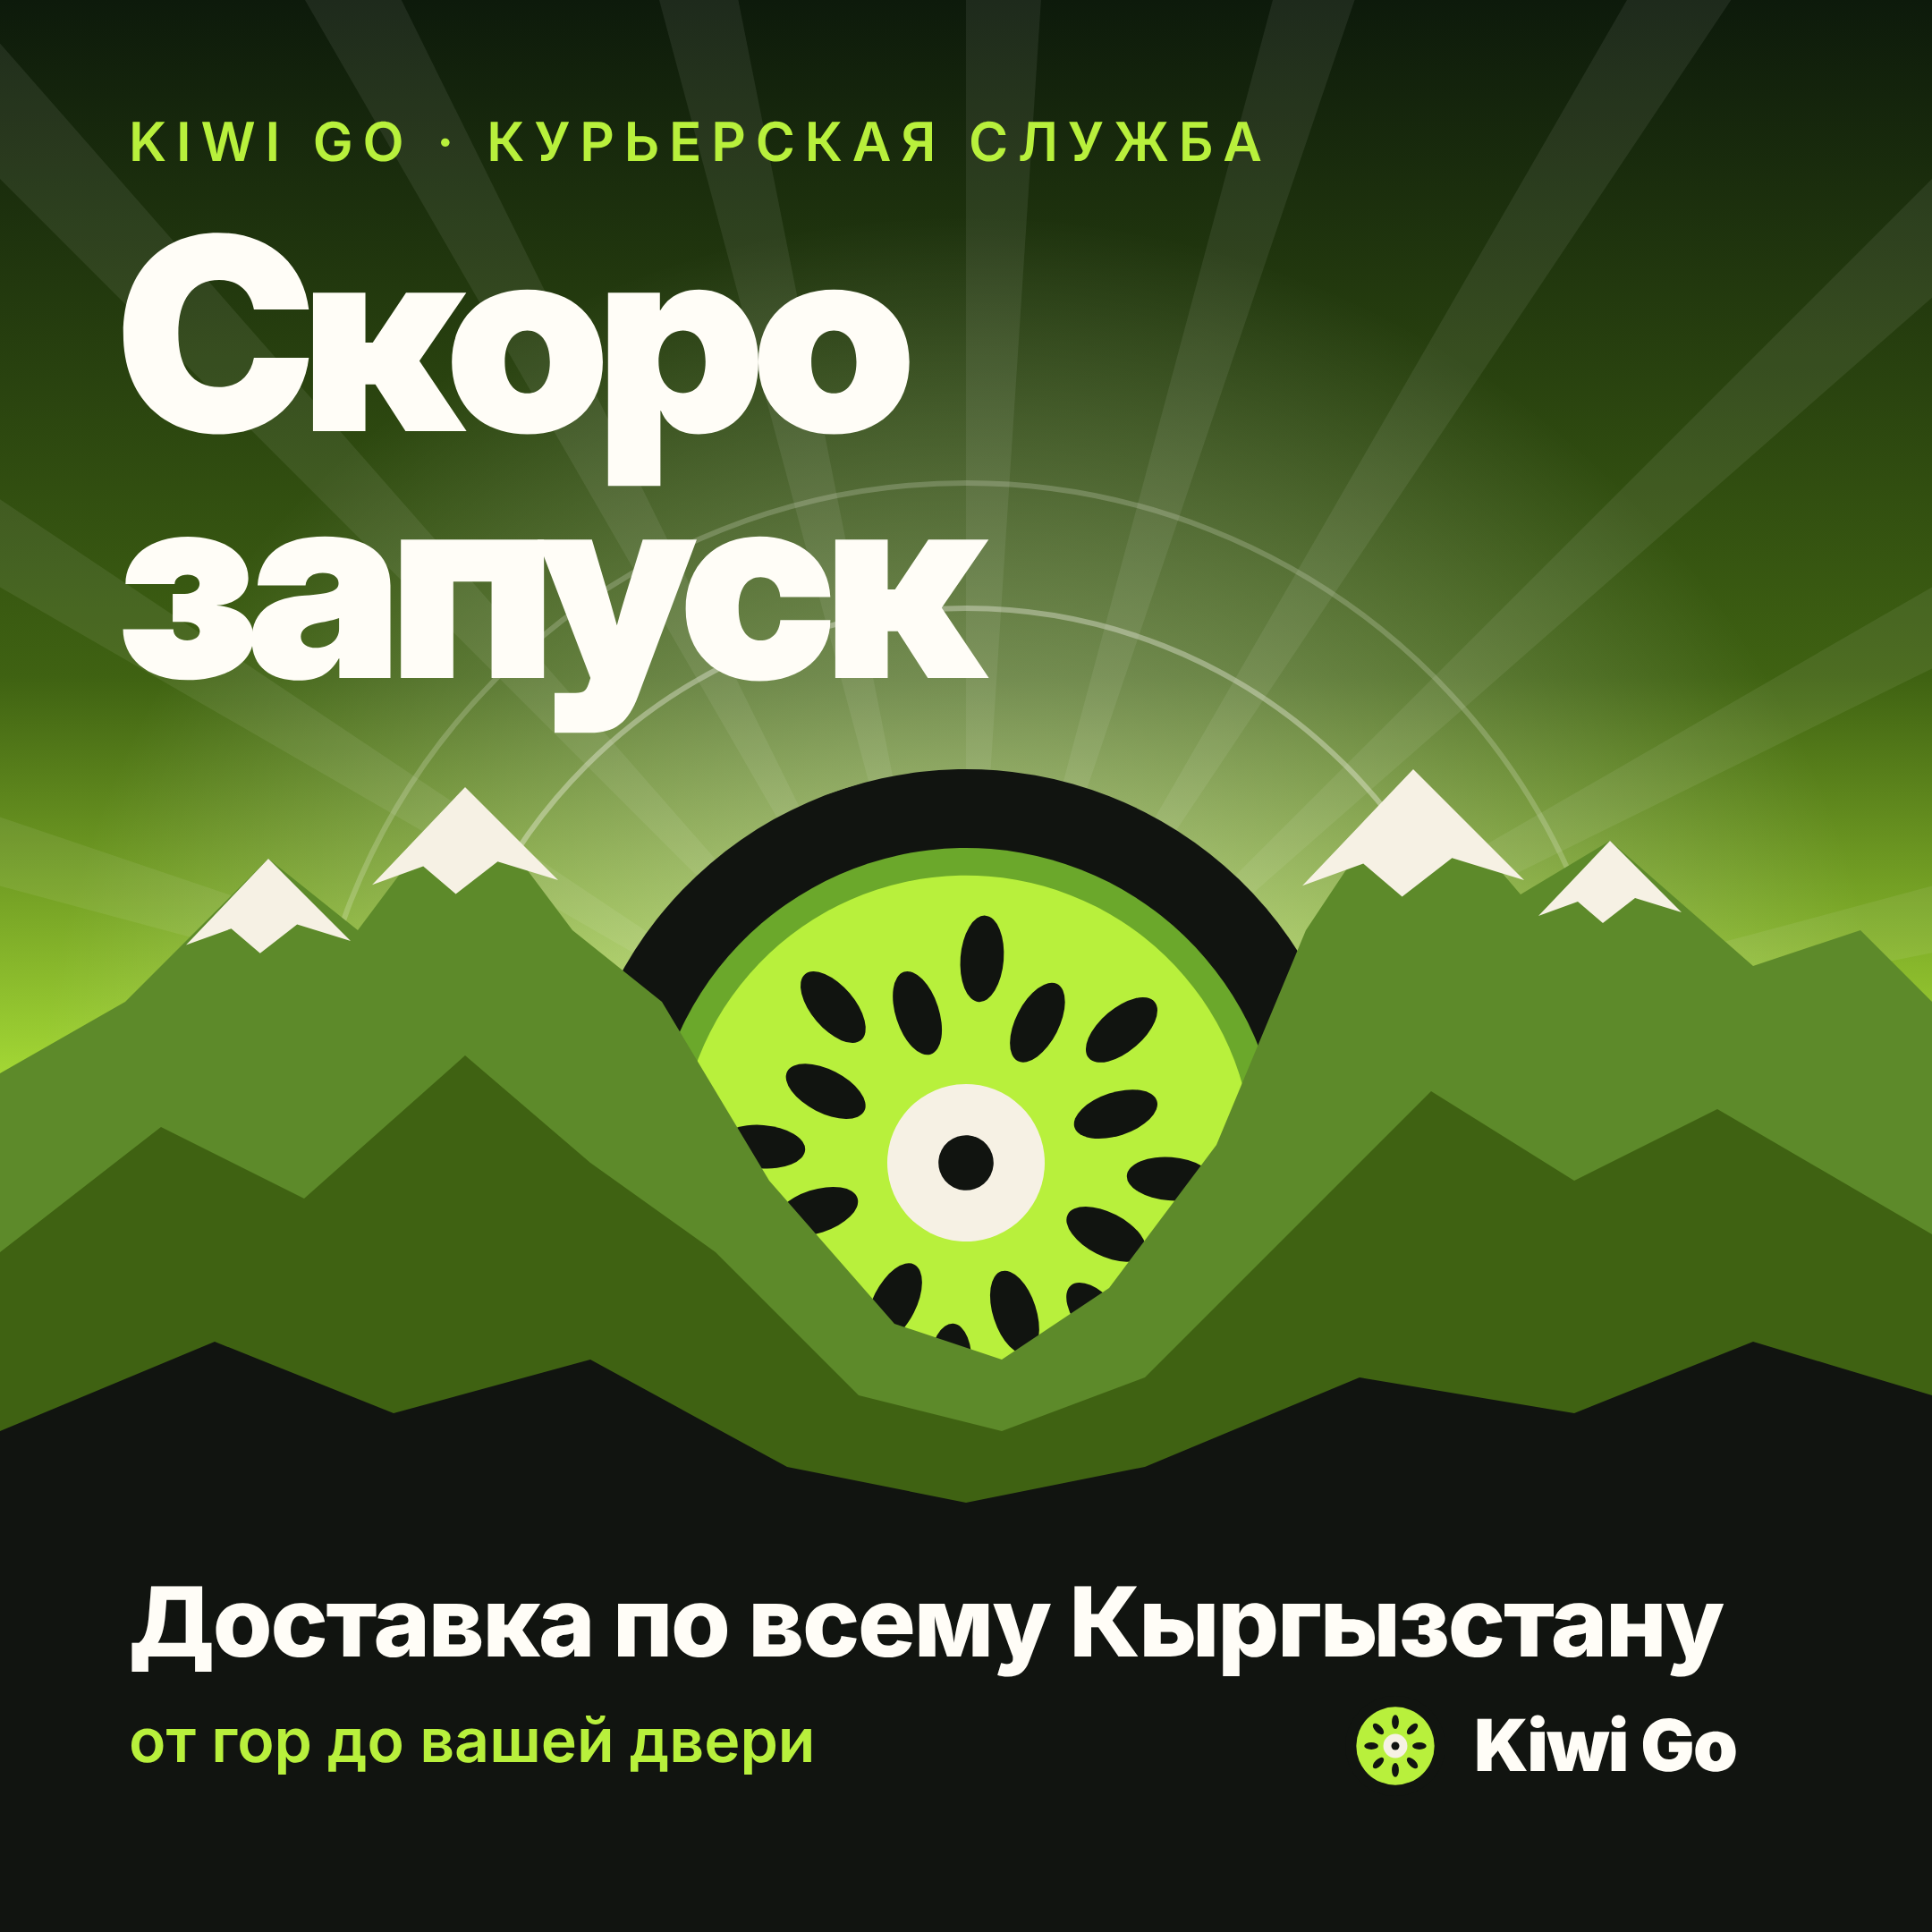 KIWI GO · КУРЬЕРСКАЯ СЛУЖБА
Скоро
запуск
Доставка по всему Кыргызстану
от гор до вашей двери
Kiwi Go